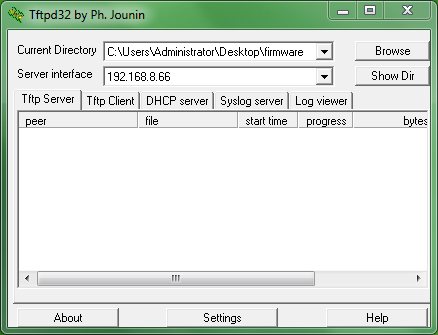 Tftpd32 by Ph. Jounin
Current Directory C:\Users\Administrator\Desktop\firmware Browse
Server interface 192.168.8.66 Show Dir
Tftp Server Tftp Client DHCP server Syslog server Log viewer
peer file start time progress bytes
About Settings Help